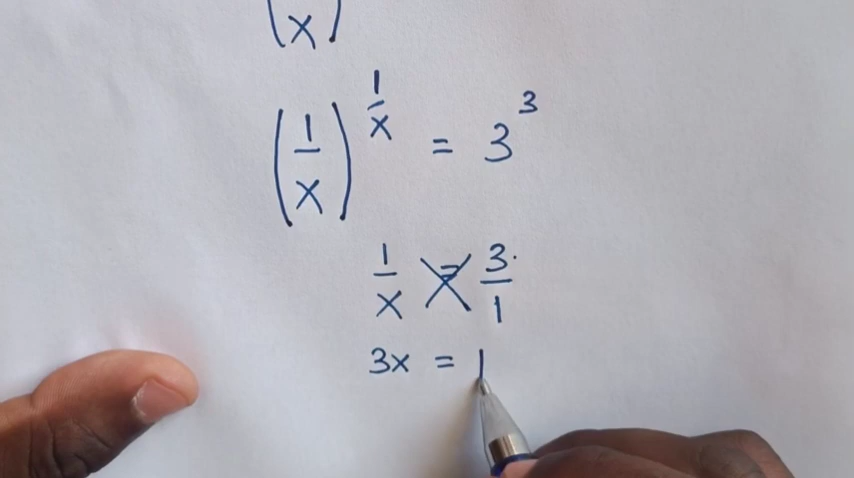 (x)
(1/x)^(1/x) = 3^3
1/x = 3/1
3x = 1